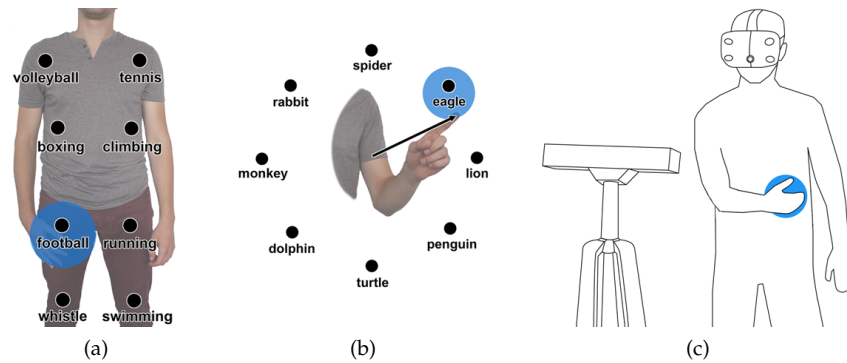 volleyball tennis
boxing climbing
football running
whistle swimming
(a)
spider
rabbit eagle
monkey lion
dolphin penguin
turtle
(b)
(c)